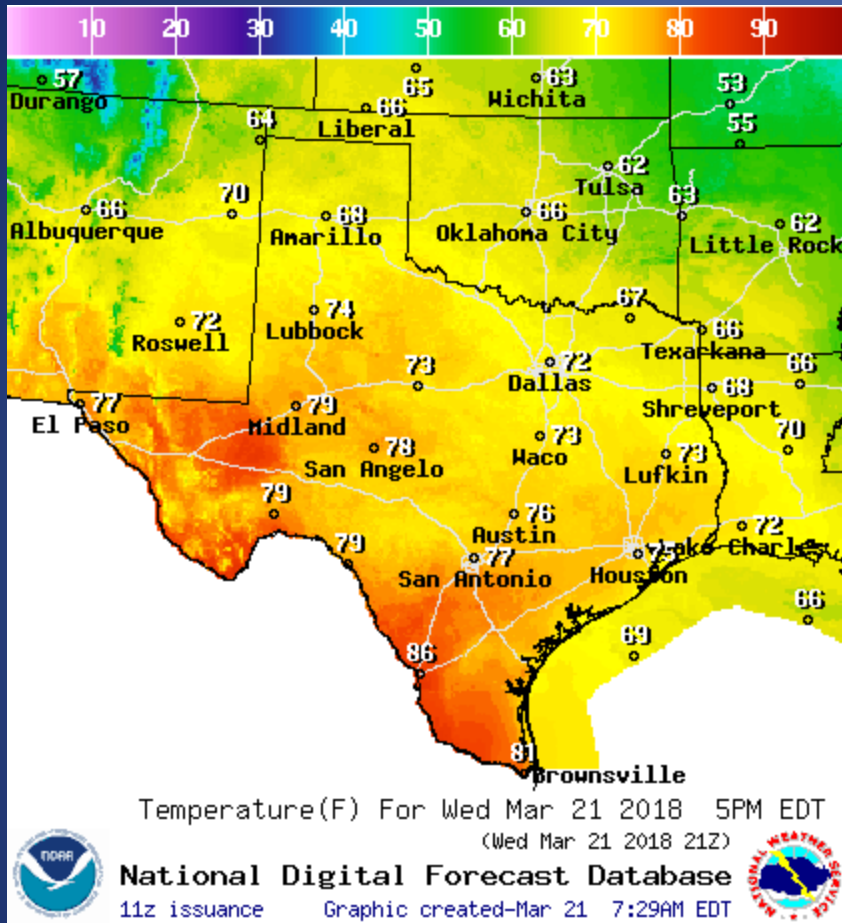 10 20 30 40 50 60 70 80 90
57 65 63 53
Durango Wichita
66
Liberal
64 55
62
Tulsa
66 70 68 66 63 62
Albuquerque Amarillo Oklahoma City Little Rock
72 74 67 66
Roswell Lubbock Texarkana
73 72 68 66
Dallas Shreveport
77 79
El Paso Midland
78 73 73 70
San Angelo Waco Lufkin
79 76 72
Austin Lake Charles
79 77 75
San Antonio Houston
66
86 69
81
Brownsville
Temperature(F) For Wed Mar 21 2018 5PM EDT
(Wed Mar 21 2018 21Z)
National Digital Forecast Database
11z issuance Graphic created-Mar 21 7:29AM EDT
NOAA
NATIONAL WEATHER SERVICE